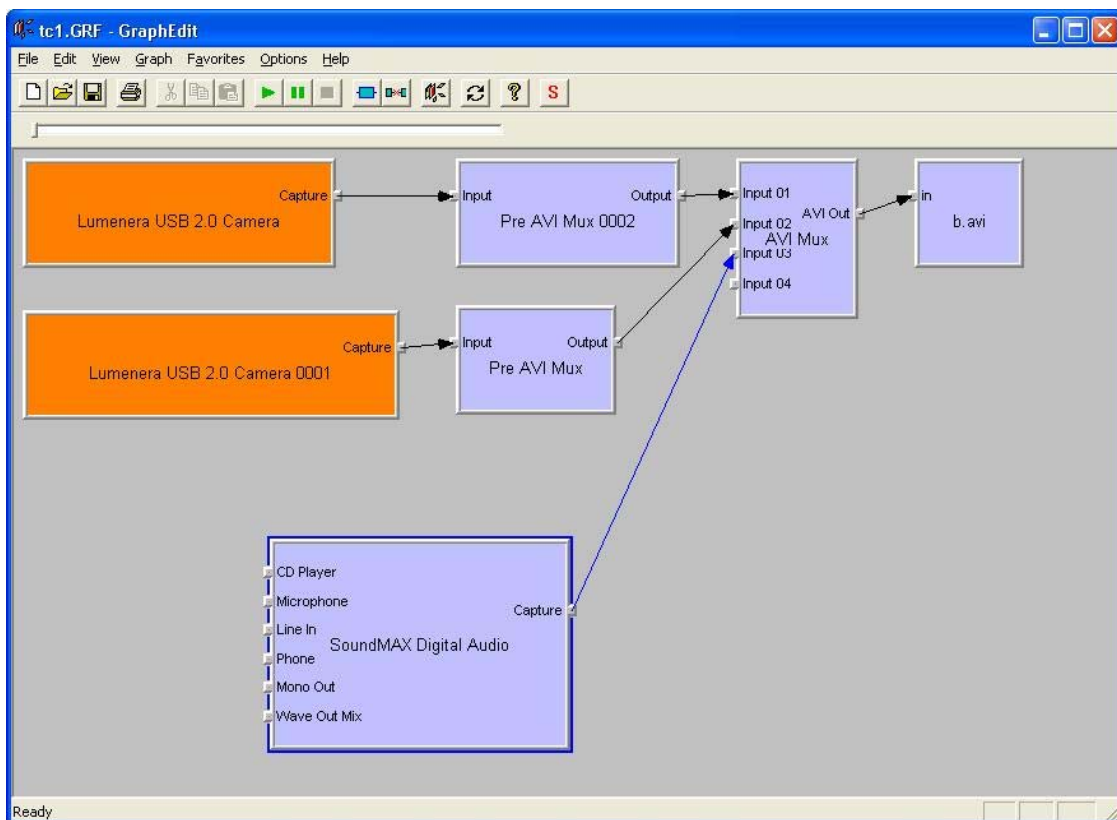 tc1.GRF - GraphEdit
File Edit View Graph Favorites Options Help
S
Capture
Lumenera USB 2.0 Camera
Input
Output
Pre AVI Mux 0002
Input 01
Input 02
AVI Out
AVI Mux
Input 03
Input 04
in
b.avi
Capture
Lumenera USB 2.0 Camera 0001
Input
Output
Pre AVI Mux
CD Player
Microphone
Capture
Line In
SoundMAX Digital Audio
Phone
Mono Out
Wave Out Mix
Ready